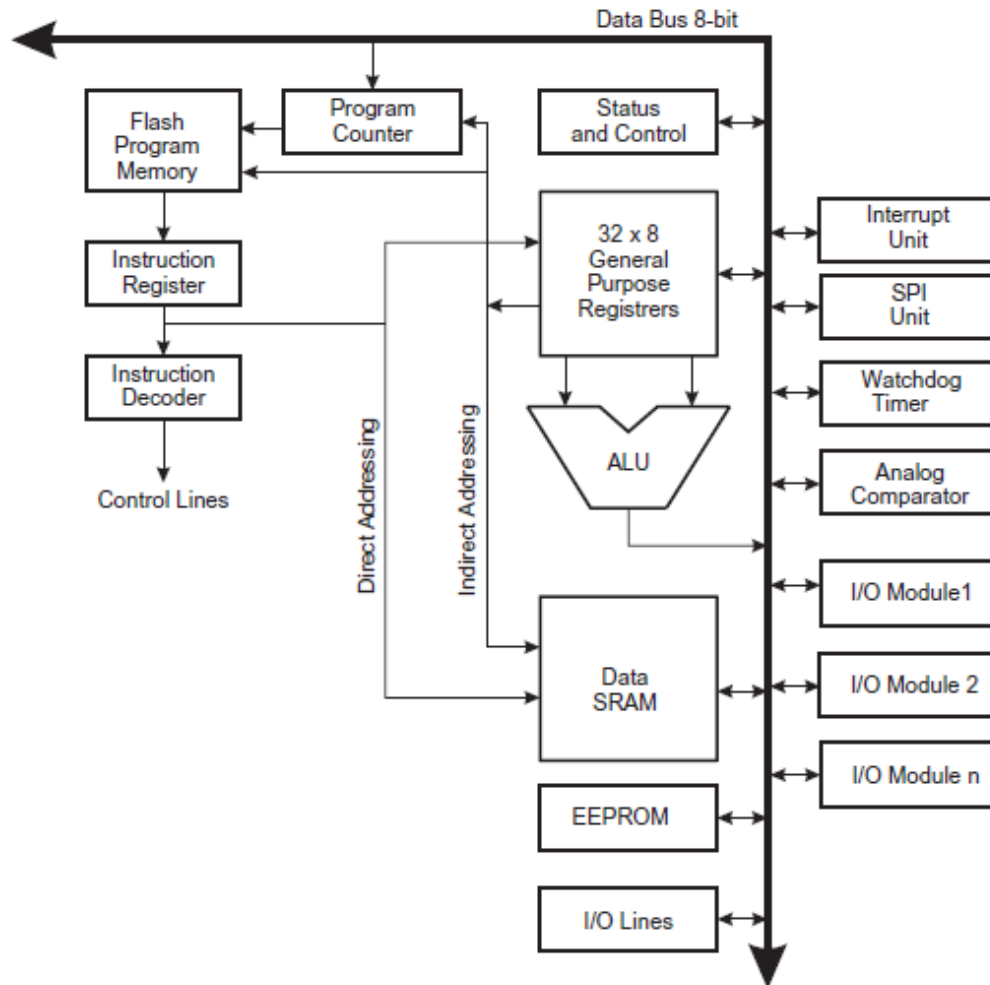 Data Bus 8-bit
Flash
Program
Memory
Program
Counter
Status
and Control
Interrupt
Unit
32 x 8
General
Purpose
Registrers
Instruction
Register
SPI
Unit
Instruction
Decoder
Watchdog
Timer
Direct Addressing
Indirect Addressing
ALU
Analog
Comparator
Control Lines
I/O Module1
Data
SRAM
I/O Module 2
I/O Module n
EEPROM
I/O Lines